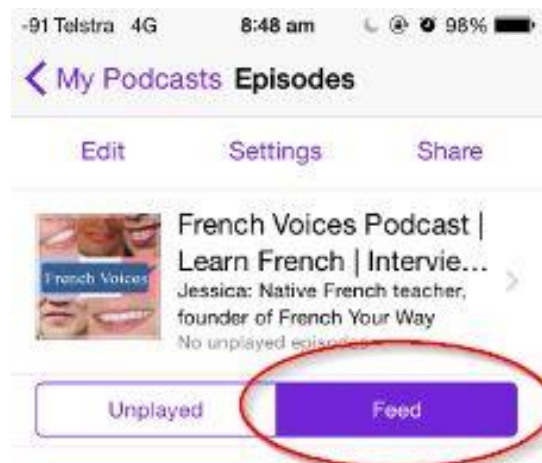 -91 Telstra 4G 8:48 am 98%
My Podcasts Episodes
Edit Settings Share
French Voices
French Voices Podcast |
Learn French | Intervie...
Jessica: Native French teacher,
founder of French Your Way
No unplayed episodes
Unplayed Feed